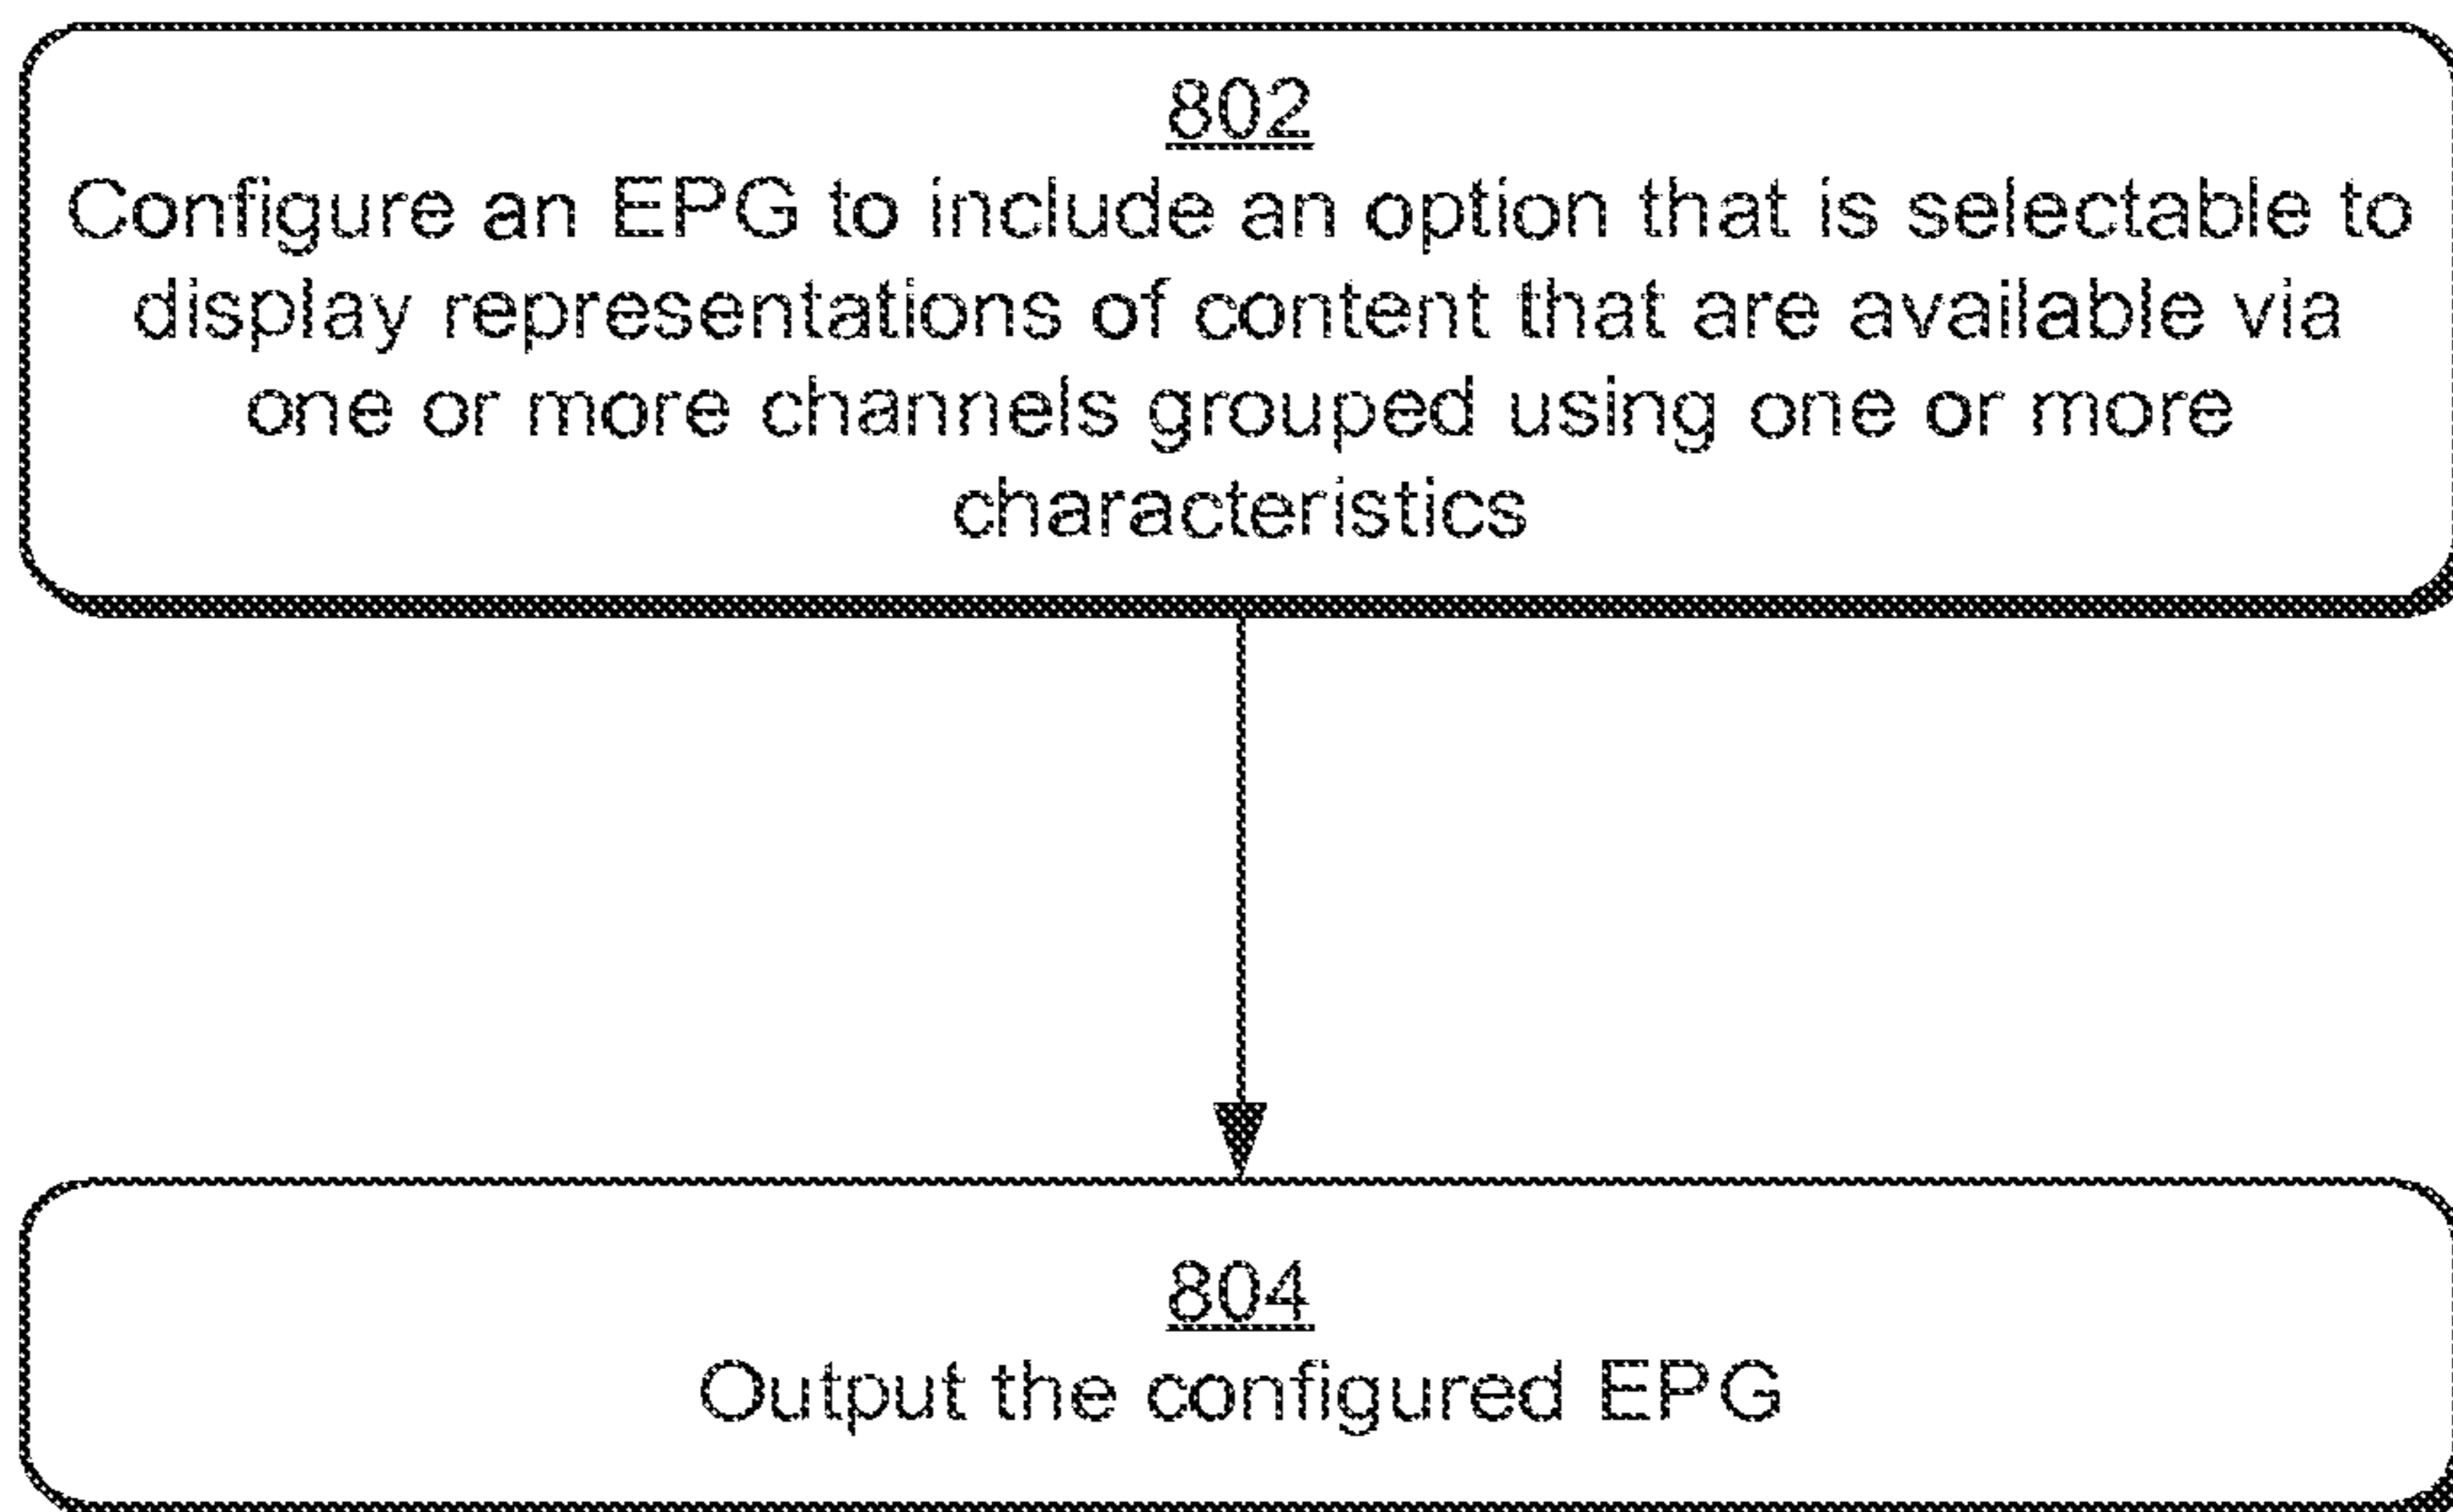 802
Configure an EPG to include an option that is selectable to
display representations of content that are available via
one or more channels grouped using one or more
characteristics
804
Output the configured EPG